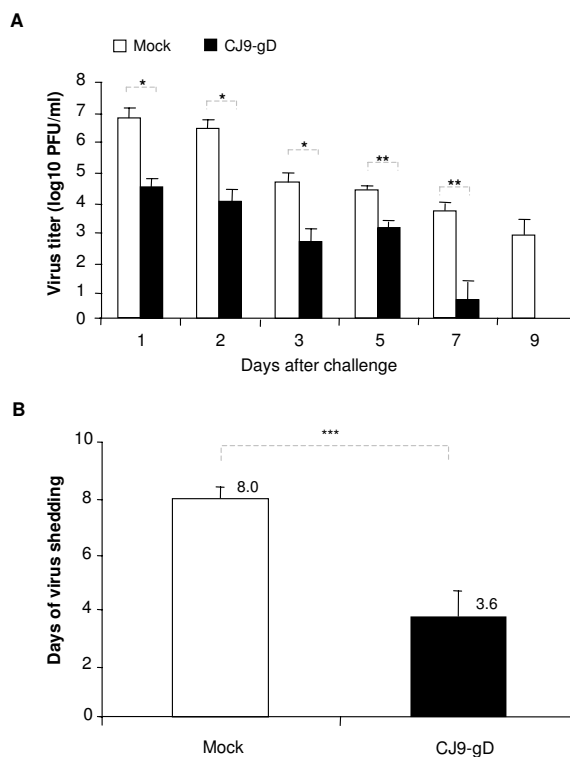 A
Mock CJ9-gD
Virus titer (log10 PFU/ml)
8
7
6
5
4
3
2
1
0
* * * ** **
1 2 3 5 7 9
Days after challenge
B
Days of virus shedding
10
8
6
4
2
0
***
8.0
3.6
Mock CJ9-gD